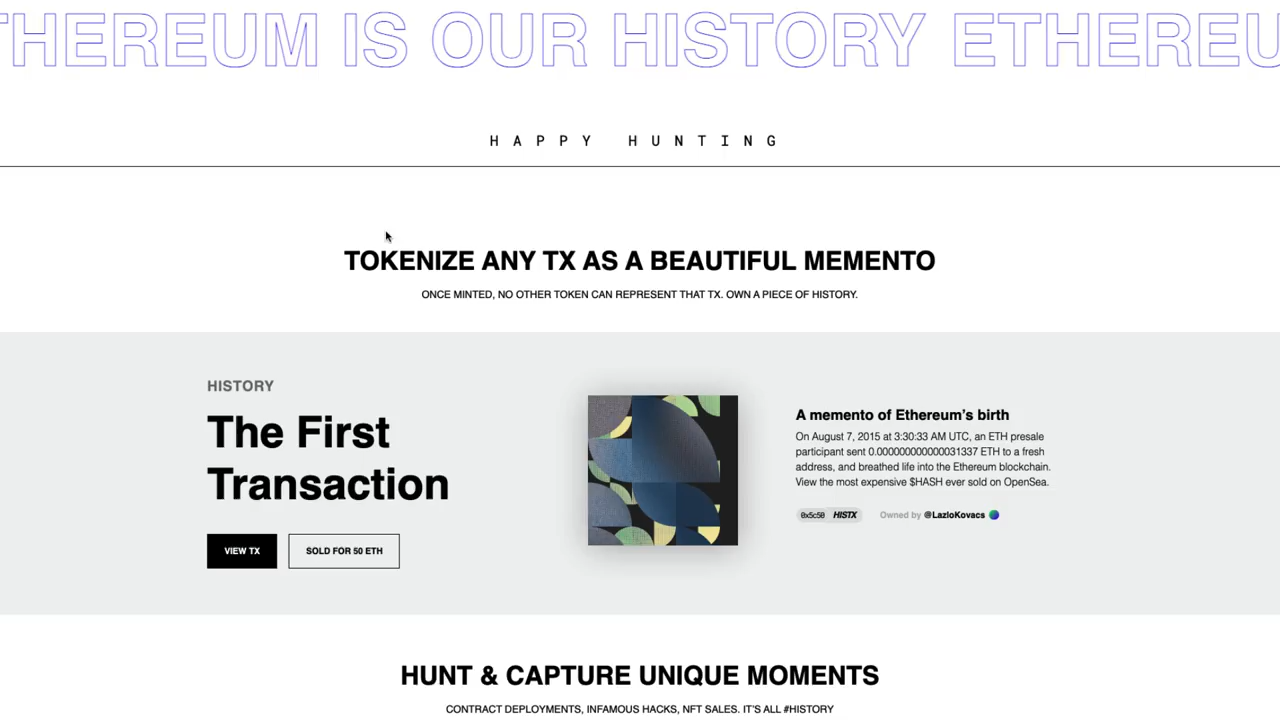 THEREUM IS OUR HISTORY ETHEREU
HAPPY HUNTING
TOKENIZE ANY TX AS A BEAUTIFUL MEMENTO
ONCE MINTED, NO OTHER TOKEN CAN REPRESENT THAT TX. OWN A PIECE OF HISTORY.
HISTORY
The First
Transaction
VIEW TX
SOLD FOR 50 ETH
A memento of Ethereum's birth
On August 7, 2015 at 3:30:33 AM UTC, an ETH presale
participant sent 0.000000000000031337 ETH to a fresh
address, and breathed life into the Ethereum blockchain.
View the most expensive $HASH ever sold on OpenSea.
0x5c50 HISTX Owned by @LazloKovacs
HUNT & CAPTURE UNIQUE MOMENTS
CONTRACT DEPLOYMENTS, INFAMOUS HACKS, NFT SALES. IT'S ALL #HISTORY